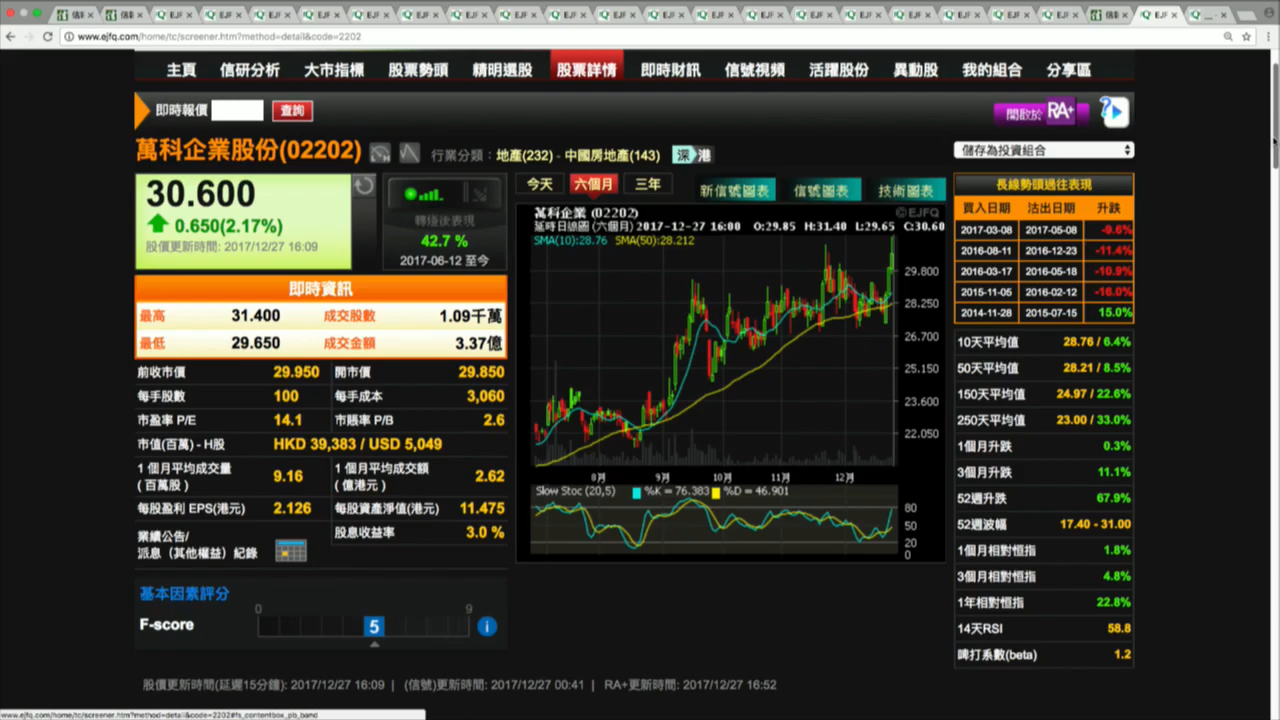 www.ejfq.com/home/tc/screener.htm?method=detail&code=2202
主頁 信研分析 大市指標 股票勢頭 精明選股 股票詳情 即時財訊 信號視頻 活躍股份 異動股 我的組合 分享區
即時報價 查詢 開啟於 RA+
萬科企業股份(02202) 行業分類：地產(232) - 中國房地產(143) 深 港 儲存為投資組合
30.600
0.650(2.17%)
股價更新時間: 2017/12/27 16:09
轉燈後表現
42.7 %
2017-06-12 至今
今天 六個月 三年 新信號圖表 信號圖表 技術圖表
萬科企業 (02202) ©EJFQ
延時日線圖 (六個月) 2017-12-27 16:00 O:29.85 H:31.40 L:29.65 C:30.60
SMA(10):28.76 SMA(50):28.212
29.800
28.250
26.700
25.150
23.600
22.050
8月 9月 10月 11月 12月
Slow Stoc (20,5) %K = 76.383 %D = 46.901
80
50
20
0
即時資訊
最高 31.400 成交股數 1.09千萬
最低 29.650 成交金額 3.37億
前收市價 29.950 開市價 29.850
每手股數 100 每手成本 3,060
市盈率 P/E 14.1 市賬率 P/B 2.6
市值(百萬) - H股 HKD 39,383 / USD 5,049
1 個月平均成交量 (百萬股) 9.16 1 個月平均成交額 (億港元) 2.62
每股盈利 EPS(港元) 2.126 每股資產淨值(港元) 11.475
業績公告/ 派息（其他權益）紀錄 股息收益率 3.0 %
基本因素評分
F-score 0 5 9 i
長線勢頭過往表現
買入日期 沽出日期 升跌
2017-03-08 2017-05-08 -9.6%
2016-08-11 2016-12-23 -11.4%
2016-03-17 2016-05-18 -10.9%
2015-11-05 2016-02-12 -16.0%
2014-11-28 2015-07-15 15.0%
10天平均值 28.76 / 6.4%
50天平均值 28.21 / 8.5%
150天平均值 24.97 / 22.6%
250天平均值 23.00 / 33.0%
1個月升跌 0.3%
3個月升跌 11.1%
52週升跌 67.9%
52週波幅 17.40 - 31.00
1個月相對恒指 1.8%
3個月相對恒指 4.8%
1年相對恒指 22.8%
14天RSI 58.8
啤打系數(beta) 1.2
股價更新時間(延遲15分鐘): 2017/12/27 16:09 | (信號)更新時間: 2017/12/27 00:41 | RA+更新時間: 2017/12/27 16:52
www.ejfq.com/home/tc/screener.htm?method=detail&code=2202#fs_contentbox_pb_band